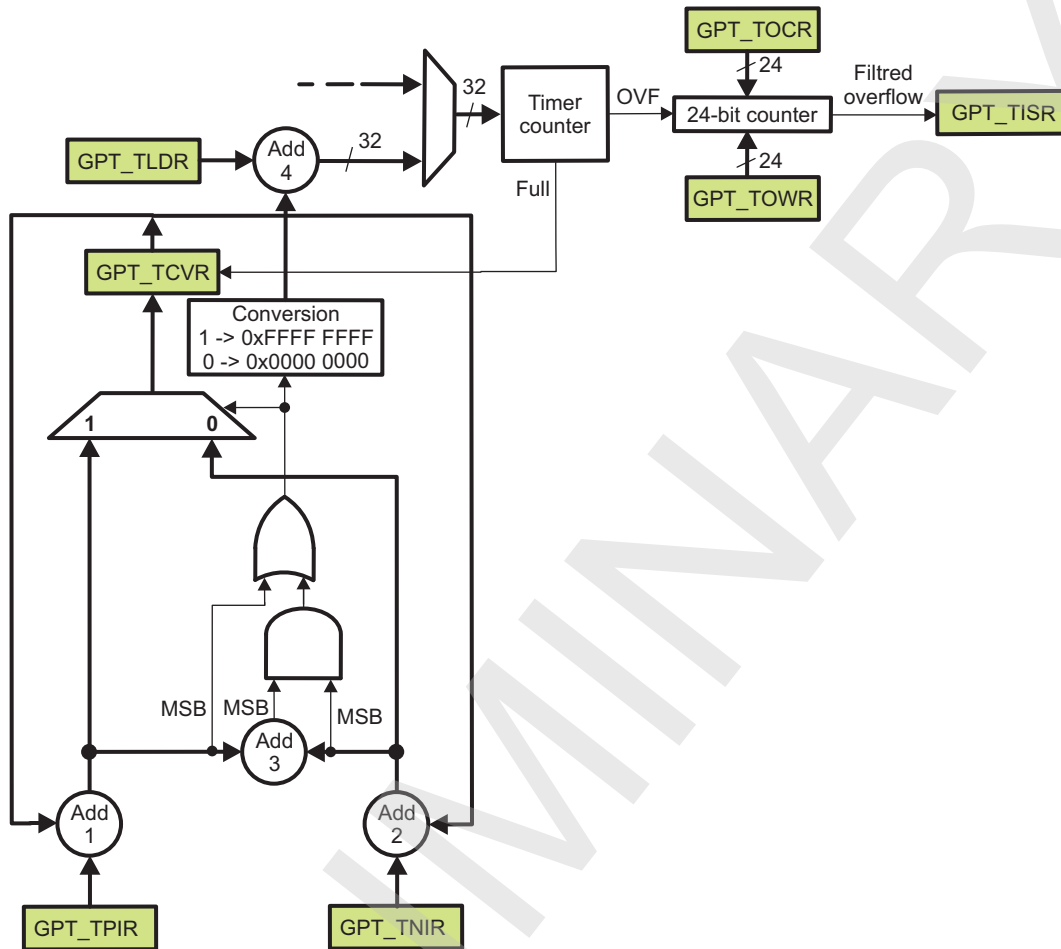 GPT_TOCR
24
32
Timer
counter
OVF
24-bit counter
Filtred
overflow
GPT_TISR
GPT_TLDR
Add
4
32
24
Full
GPT_TOWR
GPT_TCVR
Conversion
1 -> 0xFFFF FFFF
0 -> 0x0000 0000
1
0
MSB
MSB
MSB
Add
3
Add
1
Add
2
GPT_TPIR
GPT_TNIR
IMINARY